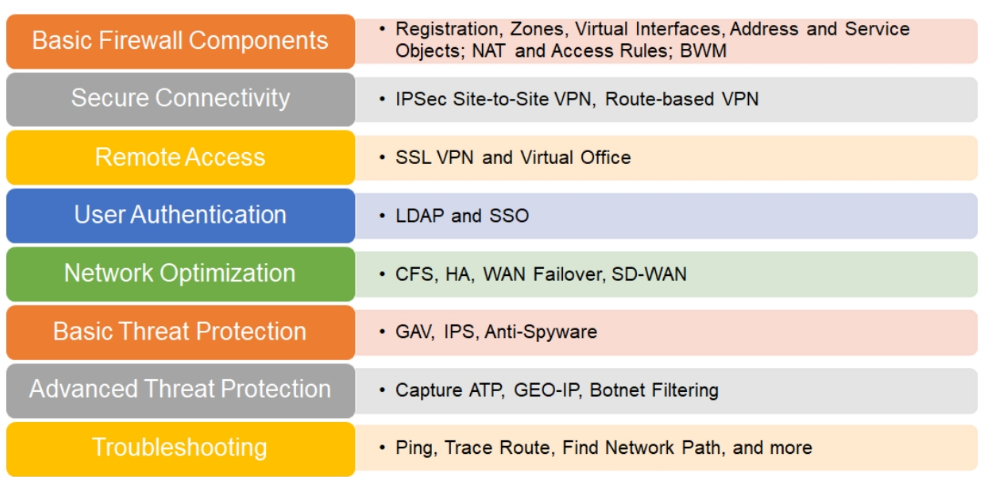 Basic Firewall Components
• Registration, Zones, Virtual Interfaces, Address and Service
Objects; NAT and Access Rules; BWM
Secure Connectivity
• IPSec Site-to-Site VPN, Route-based VPN
Remote Access
• SSL VPN and Virtual Office
User Authentication
• LDAP and SSO
Network Optimization
• CFS, HA, WAN Failover, SD-WAN
Basic Threat Protection
• GAV, IPS, Anti-Spyware
Advanced Threat Protection
• Capture ATP, GEO-IP, Botnet Filtering
Troubleshooting
• Ping, Trace Route, Find Network Path, and more